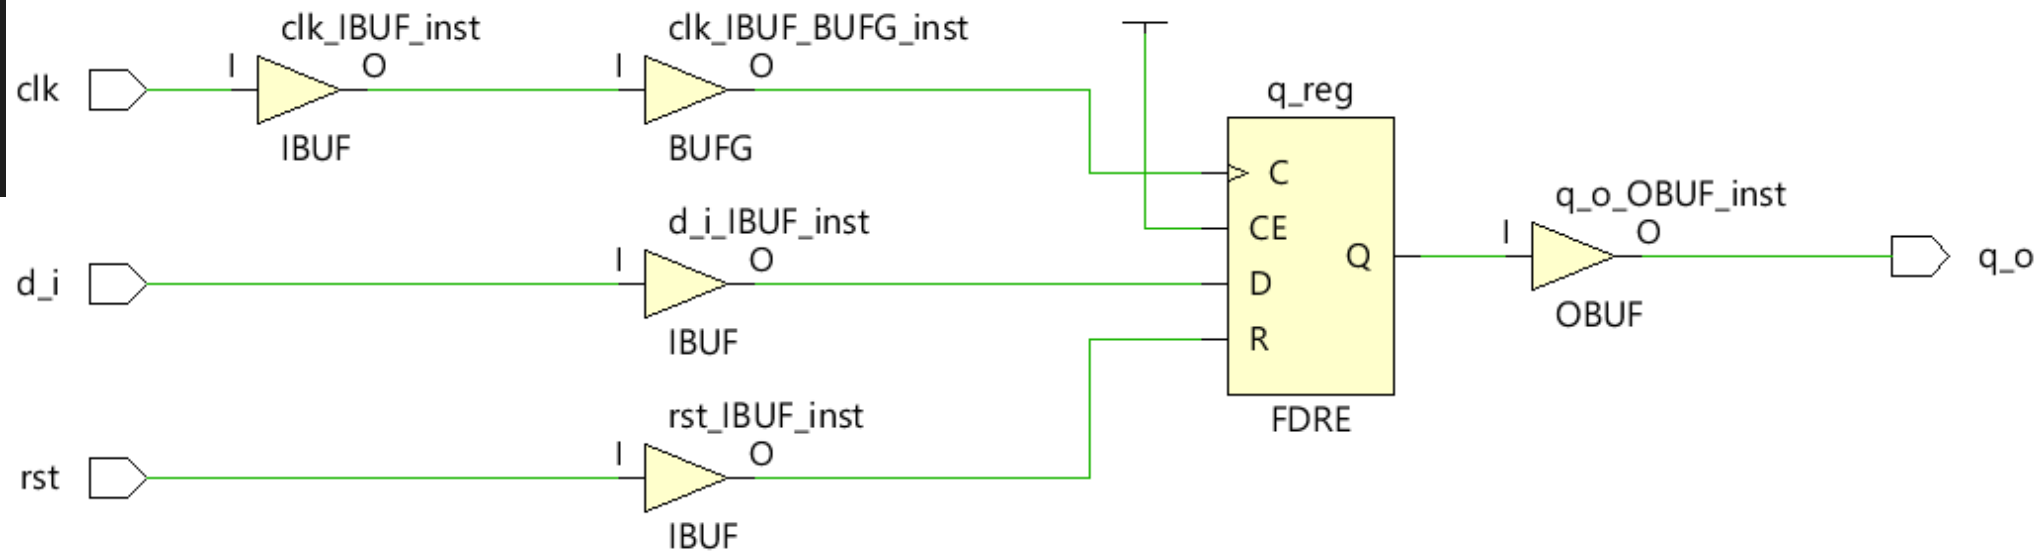 clk_IBUF_inst
clk_IBUF_BUFG_inst
I
O
I
O
clk
IBUF
BUFG
q_reg
C
CE
D
R
Q
FDRE
d_i_IBUF_inst
I
O
d_i
IBUF
q_o_OBUF_inst
I
O
OBUF
q_o
rst_IBUF_inst
I
O
rst
IBUF